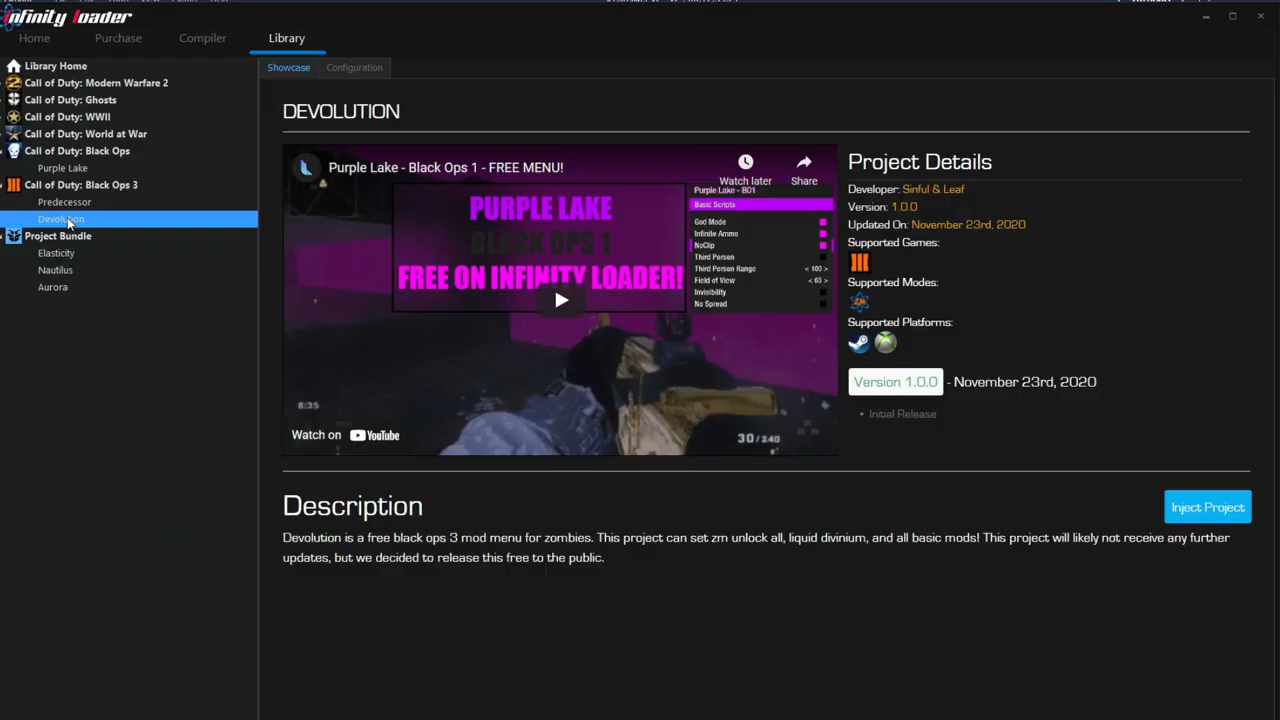 Infinity Loader
Home
Purchase
Compiler
Library
Library Home
Call of Duty: Modern Warfare 2
Call of Duty: Ghosts
Call of Duty: WWII
Call of Duty: World at War
Call of Duty: Black Ops
Purple Lake
Call of Duty: Black Ops 3
Predecessor
Devolution
Project Bundle
Elasticity
Nautilus
Aurora
Showcase
Configuration
DEVOLUTION
Purple Lake - Black Ops 1 - FREE MENU!
Watch later
Share
PURPLE LAKE
BLACK OPS 1
FREE ON INFINITY LOADER!
Purple Lake - BO1
Basic Scripts
God Mode
Infinite Ammo
NoClip
Third Person
Third Person Range < 100 >
Field of View < 65 >
Invisibility
No Spread
8:35
30/240
Watch on YouTube
Project Details
Developer: Sinful & Leaf
Version: 1.0.0
Updated On: November 23rd, 2020
Supported Games:
III
Supported Modes:
ZM
Supported Platforms:
Version 1.0.0 - November 23rd, 2020
• Initial Release
Description
Inject Project
Devolution is a free black ops 3 mod menu for zombies. This project can set zm unlock all, liquid divinium, and all basic mods! This project will likely not receive any further
updates, but we decided to release this free to the public.